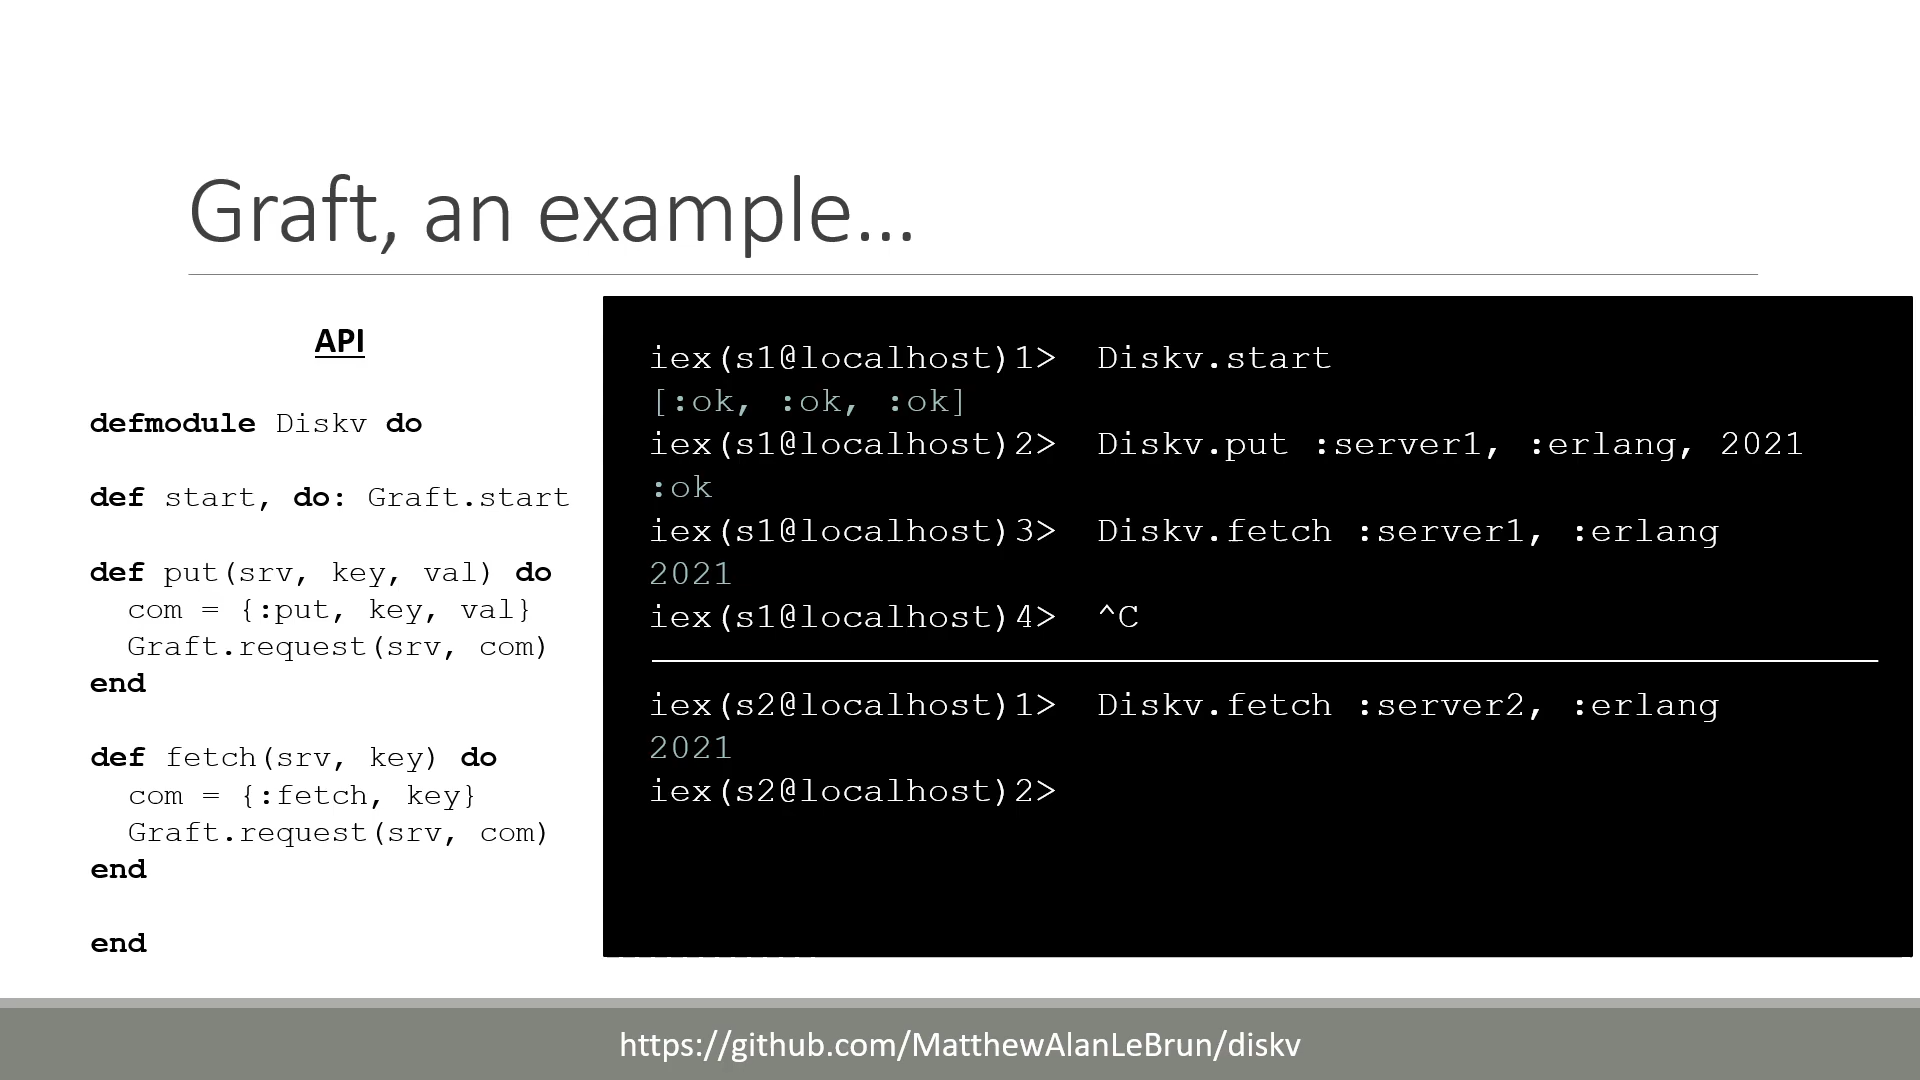 Graft, an example…
API
defmodule Diskv do
def start, do: Graft.start
def put(srv, key, val) do
com = {:put, key, val}
Graft.request(srv, com)
end
def fetch(srv, key) do
com = {:fetch, key}
Graft.request(srv, com)
end
end
iex(s1@localhost)1> Diskv.start
[:ok, :ok, :ok]
iex(s1@localhost)2> Diskv.put :server1, :erlang, 2021
:ok
iex(s1@localhost)3> Diskv.fetch :server1, :erlang
2021
iex(s1@localhost)4> ^C
iex(s2@localhost)1> Diskv.fetch :server2, :erlang
2021
iex(s2@localhost)2>
https://github.com/MatthewAlanLeBrun/diskv